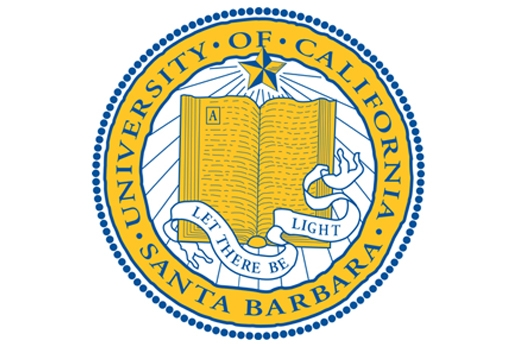 ·UNIVERSITY·OF·CALIFORNIA·
SANTA BARBARA
A
LET THERE BE
LIGHT